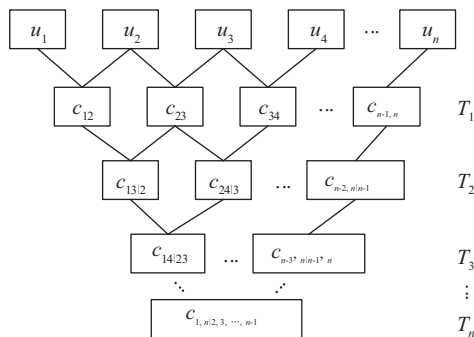 u1 u2 u3 u4 ... un
c12 c23 c34 ... cn-1, n T1
c13|2 c24|3 ... cn-2, n|n-1 T2
c14|23 ... cn-3, n|n-1, n T3
⋱ ⋰ ⋮
c1, n|2, 3, ..., n-1 Tn